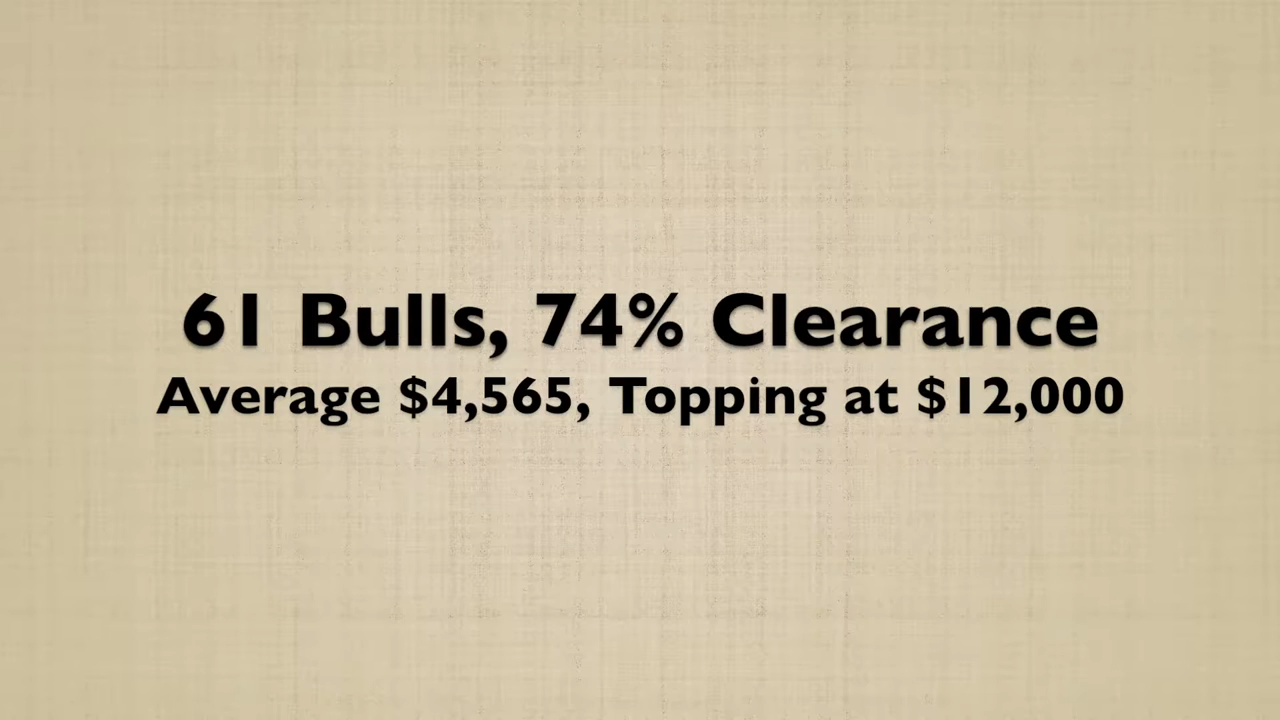 61 Bulls, 74% Clearance
Average $4,565, Topping at $12,000